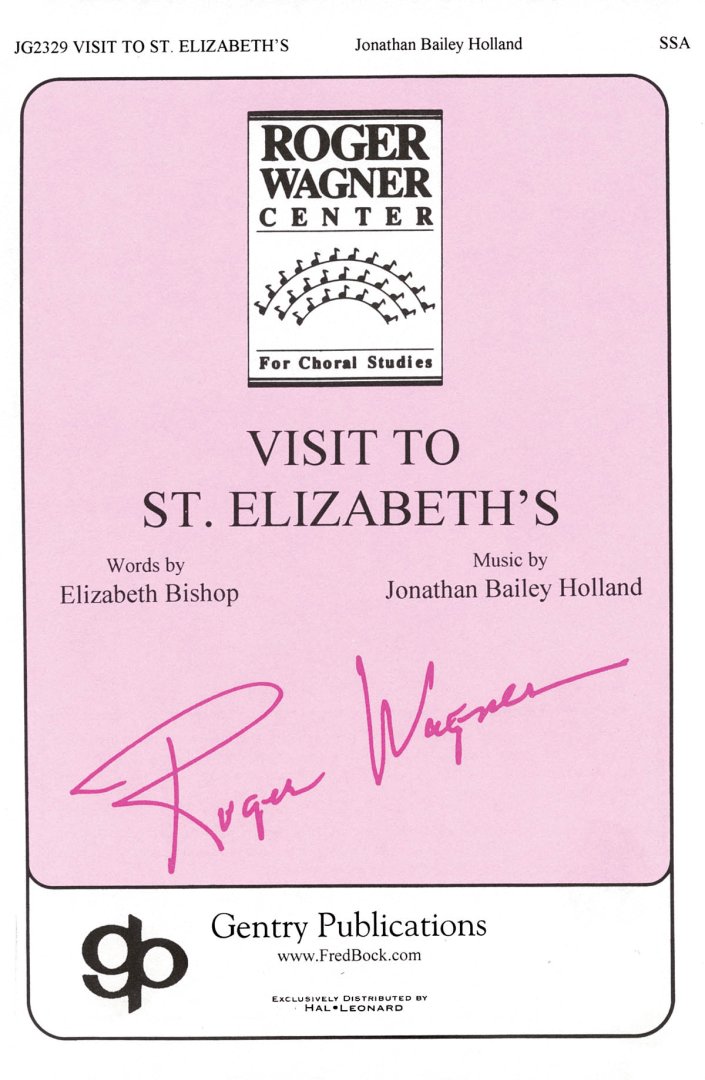 JG2329 VISIT TO ST. ELIZABETH'S Jonathan Bailey Holland SSA
ROGER
WAGNER
CENTER
For Choral Studies
VISIT TO
ST. ELIZABETH'S
Words by
Elizabeth Bishop
Music by
Jonathan Bailey Holland
Roger Wagner
gp
Gentry Publications
www.FredBock.com
EXCLUSIVELY DISTRIBUTED BY
HAL•LEONARD